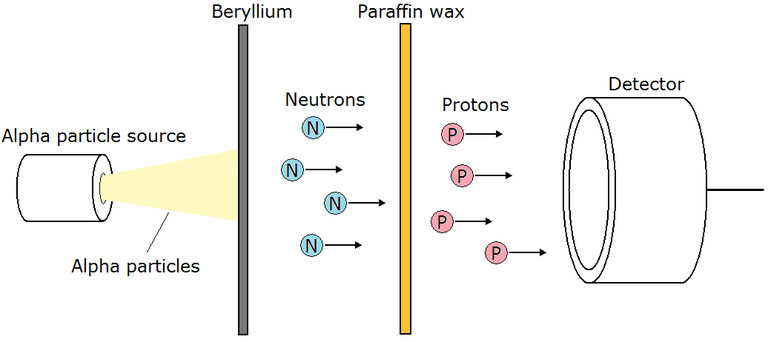 Beryllium
Paraffin wax
Detector
Neutrons
Protons
Alpha particle source
N
P
N
P
N
P
N
P
Alpha particles